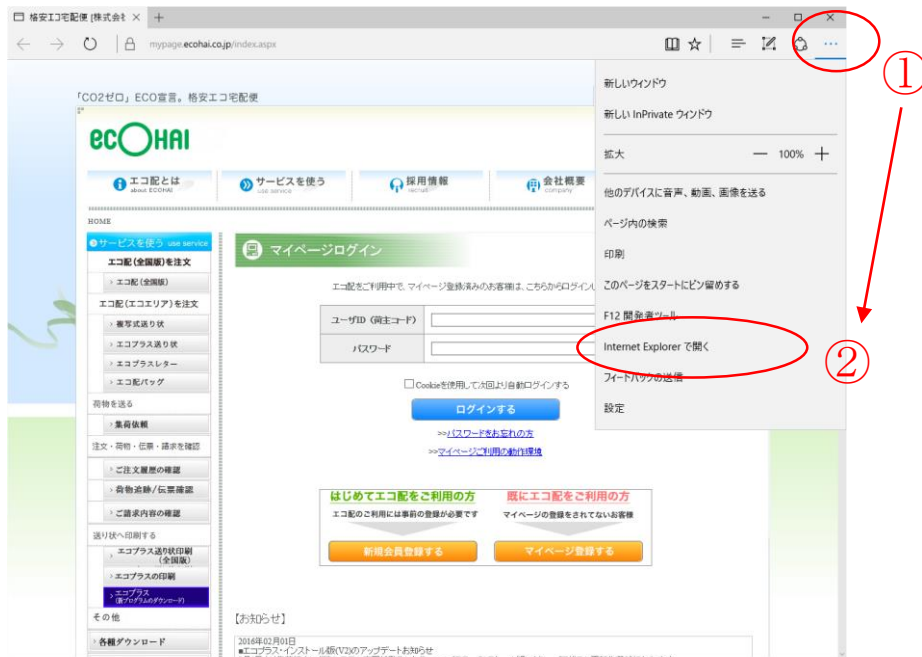 格安エコ宅配便 [株式会社
mypage.ecohai.co.jp/index.aspx
①
新しいウィンドウ
新しい InPrivate ウィンドウ
拡大 — 100% +
他のデバイスに音声、動画、画像を送る
ページ内の検索
印刷
このページをスタートにピン留めする
F12 開発者ツール
Internet Explorer で開く
②
フィードバックの送信
設定
「CO2ゼロ」ECO宣言。格安エコ宅配便
ecOHAI
エコ配とは
about ECOHAI
サービスを使う
use service
採用情報
recruit
会社概要
company
HOME
サービスを使う use service
エコ配(全国版)を注文
エコ配(全国版)
エコ配(エコエリア)を注文
複写式送り状
エコプラス送り状
エコプラスレター
エコ配バッグ
荷物を送る
集荷依頼
注文・荷物・伝票・請求を確認
ご注文履歴の確認
荷物追跡/伝票確認
ご請求内容の確認
送り状へ印刷する
エコプラス送り状印刷
(全国版)
エコプラスの印刷
エコプラス
(新プログラムのダウンロード)
その他
各種ダウンロード
マイページログイン
エコ配をご利用中で、マイページ登録済みのお客様は、こちらからログインし
ユーザID（荷主コード）
パスワード
Cookieを使用して次回より自動ログインする
ログインする
>>パスワードをお忘れの方
>>マイページご利用の動作環境
はじめてエコ配をご利用の方
エコ配のご利用には事前の登録が必要です
新規会員登録する
既にエコ配をご利用の方
マイページの登録をされてないお客様
マイページ登録する
【お知らせ】
2016年02月01日
■エコプラス・インストール版(V2)のアップデートお知らせ